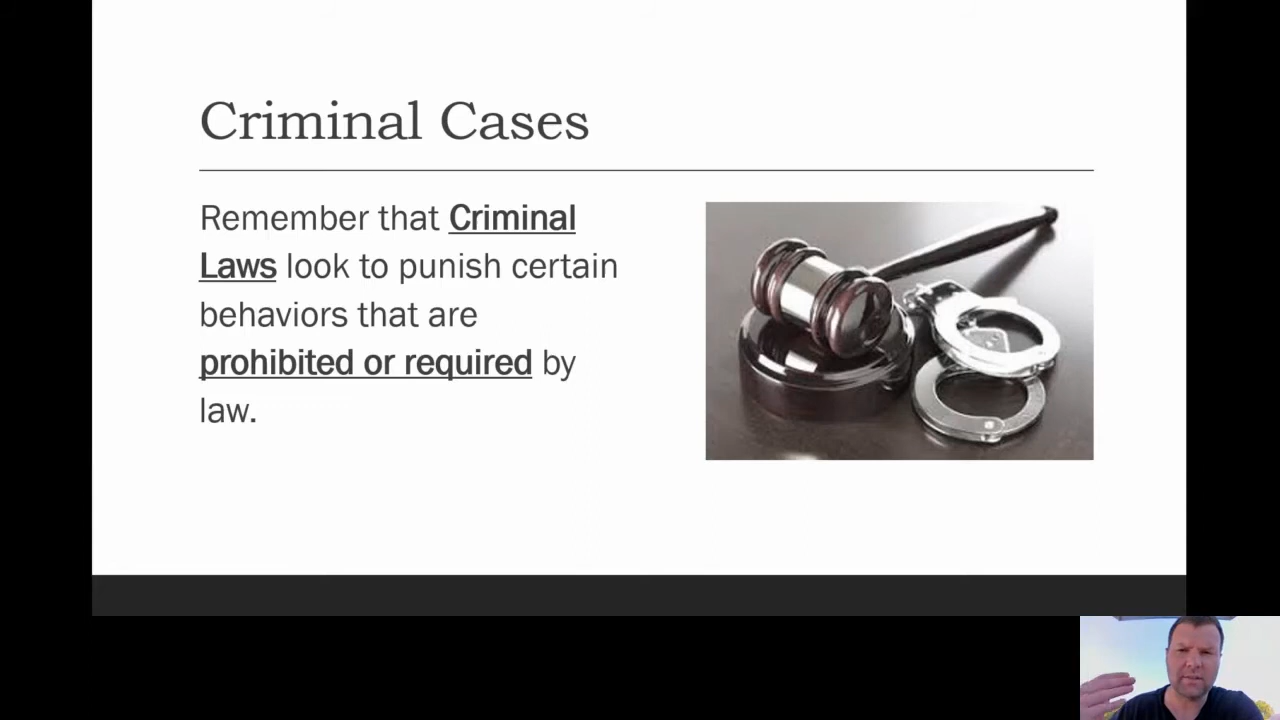 Criminal Cases
Remember that Criminal
Laws look to punish certain
behaviors that are
prohibited or required by
law.